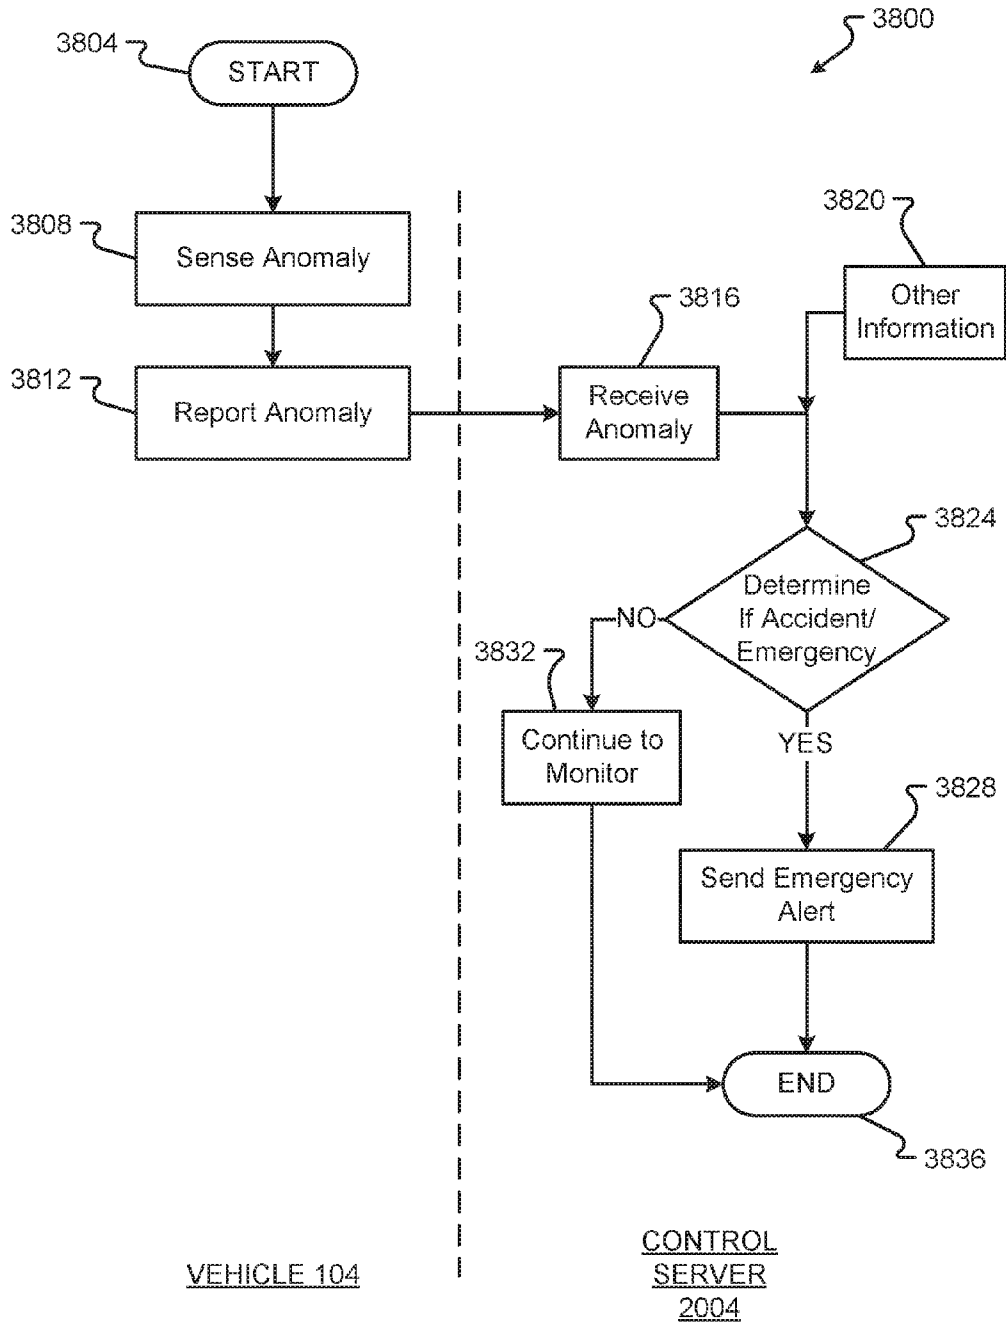 3800
3804
START
3808
Sense Anomaly
3820
Other
Information
3816
3812
Report Anomaly
Receive
Anomaly
3824
Determine
If Accident/
Emergency
NO
3832
YES
Continue to
Monitor
3828
Send Emergency
Alert
END
3836
VEHICLE 104
CONTROL
SERVER
2004